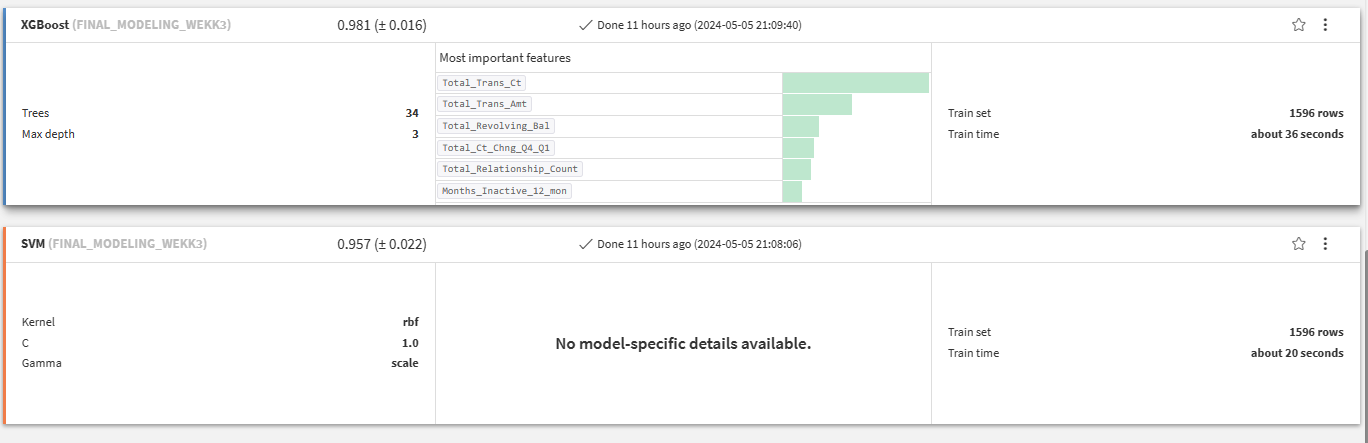 XGBoost (FINAL_MODELING_WEKK3) 0.981 (± 0.016) Done 11 hours ago (2024-05-05 21:09:40)
Most important features
Total_Trans_Ct
Total_Trans_Amt
Trees 34
Train set 1596 rows
Total_Revolving_Bal
Max depth 3
Train time about 36 seconds
Total_Ct_Chng_Q4_Q1
Total_Relationship_Count
Months_Inactive_12_mon
SVM (FINAL_MODELING_WEKK3) 0.957 (± 0.022) Done 11 hours ago (2024-05-05 21:08:06)
Kernel rbf
C 1.0
Gamma scale
No model-specific details available.
Train set 1596 rows
Train time about 20 seconds